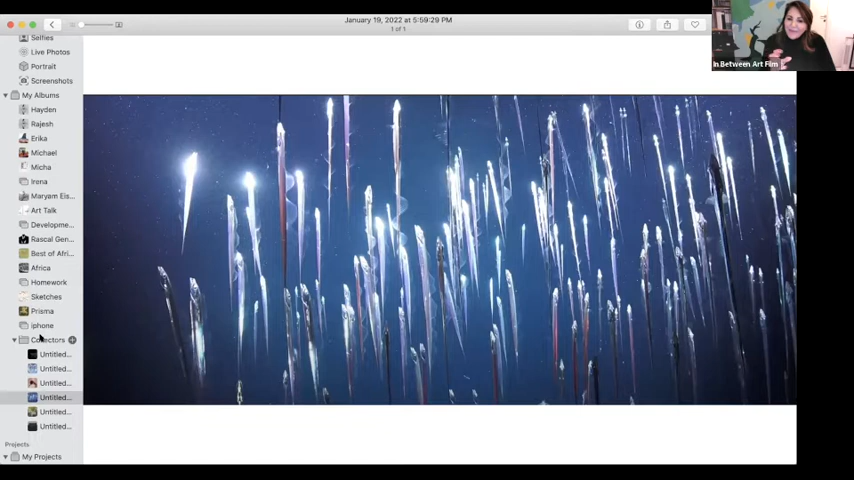 January 19, 2022 at 5:59:29 PM
1 of 1
In Between Art Film
Selfies
Live Photos
Portrait
Screenshots
My Albums
Hayden
Rajesh
Erika
Michael
Micha
Irena
Maryam Eis...
Art Talk
Developme...
Rascal Gen...
Best of Afri...
Africa
Homework
Sketches
Prisma
iphone
Collectors
Untitled...
Untitled...
Untitled...
Untitled...
Untitled...
Untitled...
Projects
My Projects